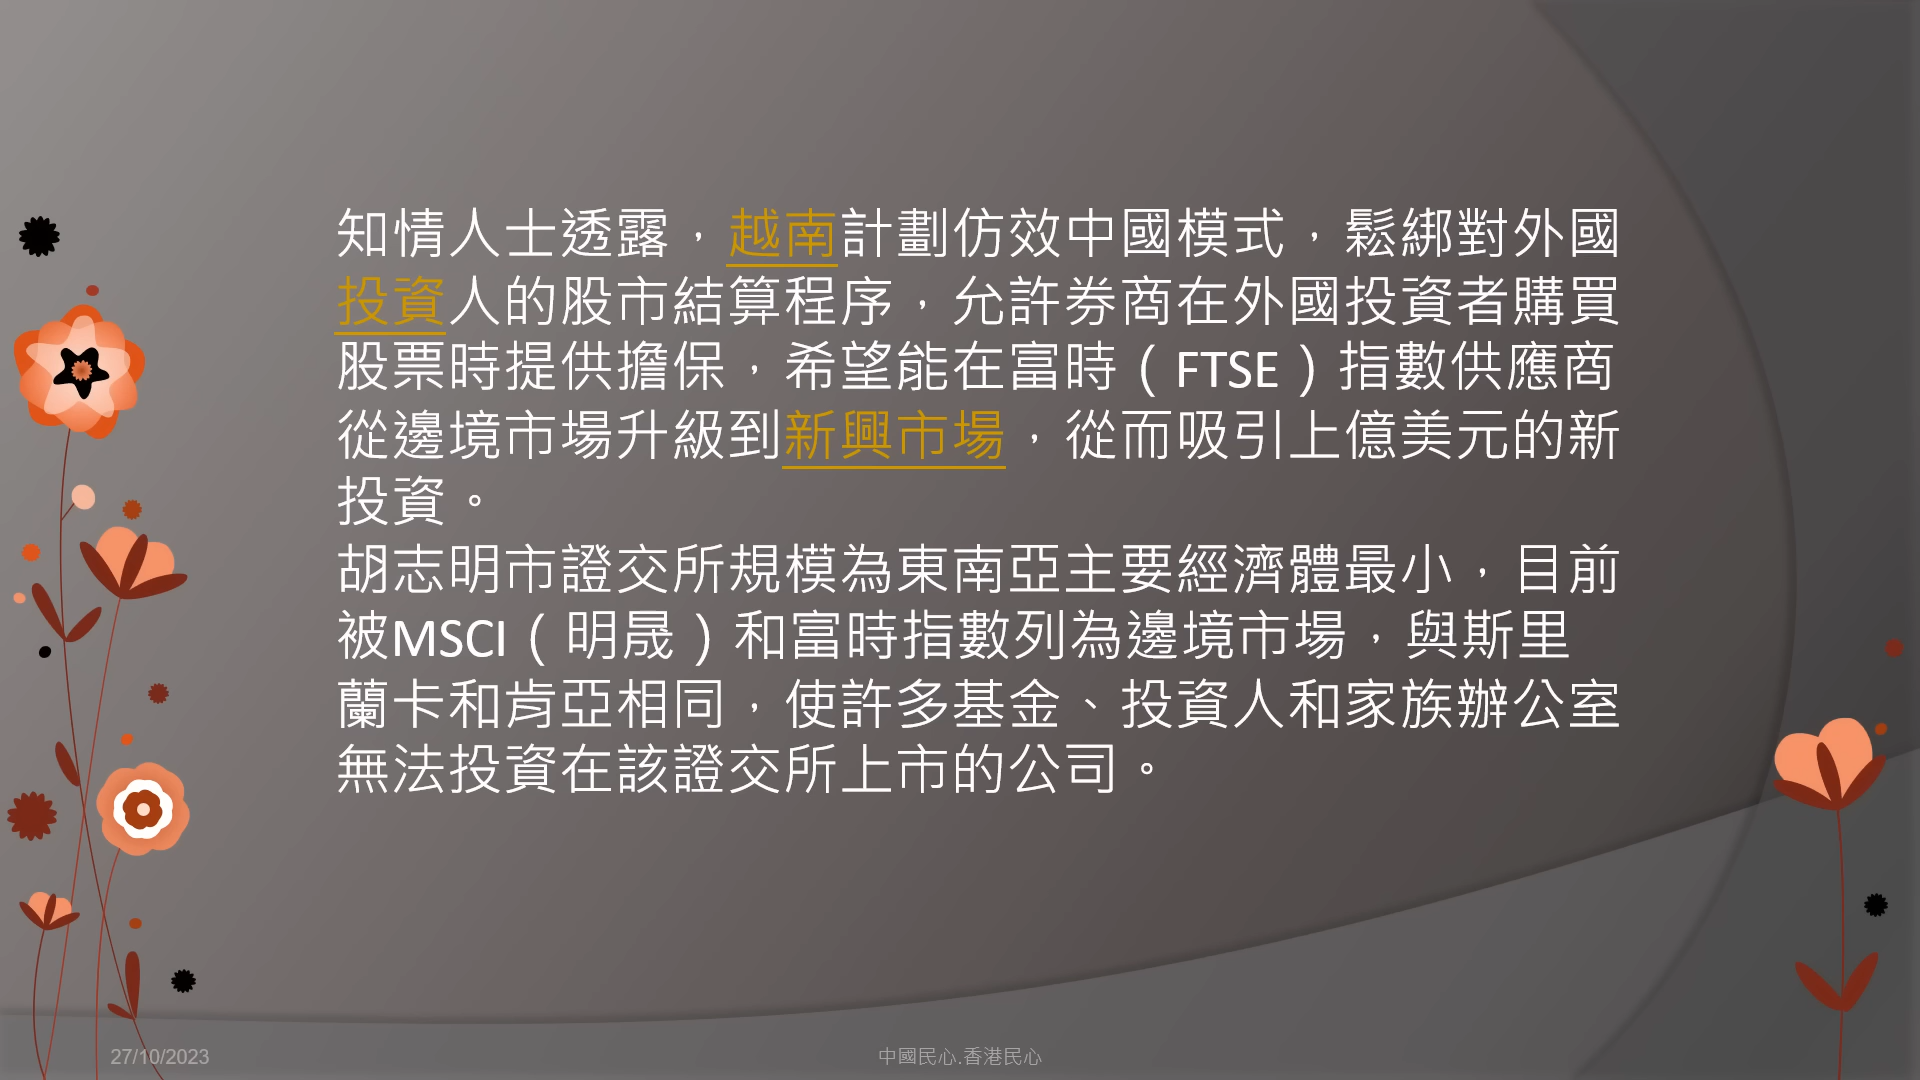 知情人士透露，越南計劃仿效中國模式，鬆綁對外國
投資人的股市結算程序，允許券商在外國投資者購買
股票時提供擔保，希望能在富時（FTSE）指數供應商
從邊境市場升級到新興市場，從而吸引上億美元的新
投資。
胡志明市證交所規模為東南亞主要經濟體最小，目前
被MSCI（明晟）和富時指數列為邊境市場，與斯里
蘭卡和肯亞相同，使許多基金、投資人和家族辦公室
無法投資在該證交所上市的公司。
27/10/2023
中國民心.香港民心